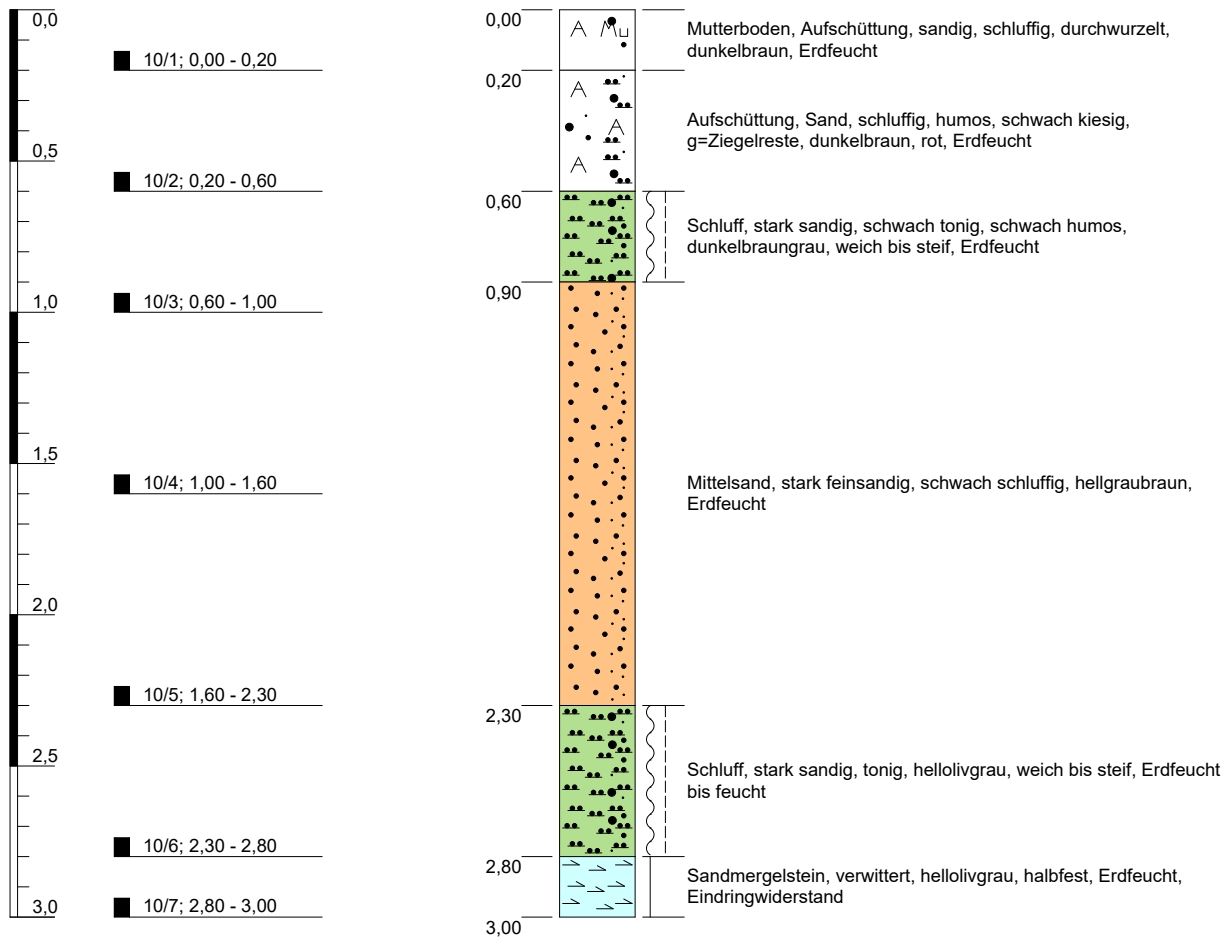 0,0
0,00
Mutterboden, Aufschüttung, sandig, schluffig, durchwurzelt,
dunkelbraun, Erdfeucht
10/1; 0,00 - 0,20
0,20
Aufschüttung, Sand, schluffig, humos, schwach kiesig,
g=Ziegelreste, dunkelbraun, rot, Erdfeucht
0,5
10/2; 0,20 - 0,60
0,60
Schluff, stark sandig, schwach tonig, schwach humos,
dunkelbraungrau, weich bis steif, Erdfeucht
0,90
1,0
10/3; 0,60 - 1,00
1,5
10/4; 1,00 - 1,60
Mittelsand, stark feinsandig, schwach schluffig, hellgraubraun,
Erdfeucht
2,0
10/5; 1,60 - 2,30
2,30
2,5
Schluff, stark sandig, tonig, hellolivgrau, weich bis steif, Erdfeucht
bis feucht
10/6; 2,30 - 2,80
2,80
Sandmergelstein, verwittert, hellolivgrau, halbfest, Erdfeucht,
Eindringwiderstand
3,0
10/7; 2,80 - 3,00
3,00